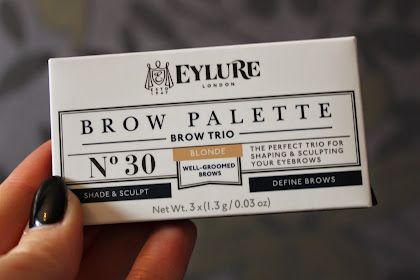 EYLURE
LONDON
BROW PALETTE
BROW TRIO
Nº 30
BLONDE
WELL-GROOMED
BROWS
THE PERFECT TRIO FOR
SHAPING & SCULPTING
YOUR EYEBROWS
SHADE & SCULPT
DEFINE BROWS
Net Wt. 3 x (1.3 g / 0.03 oz)